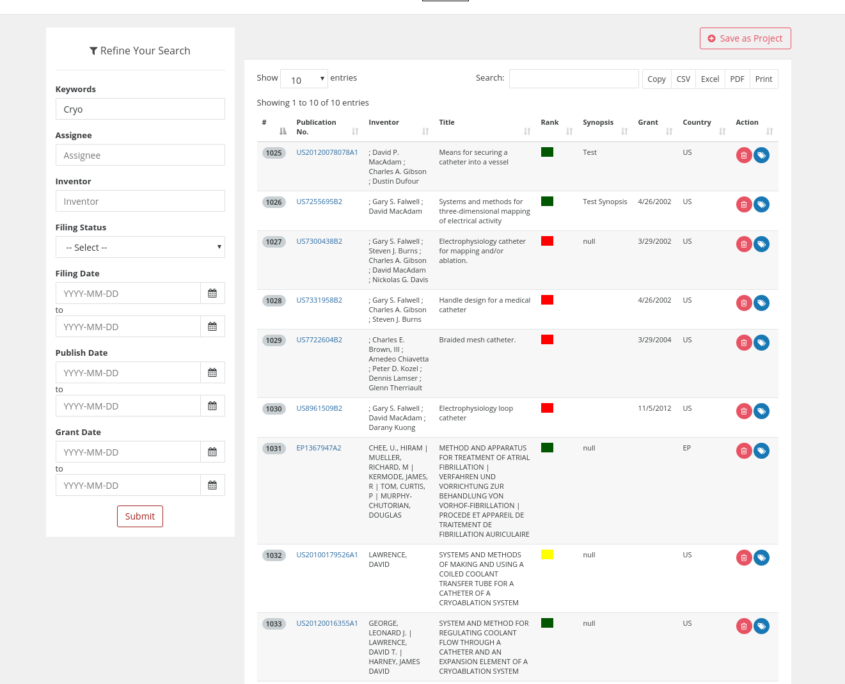 Save as Project
Refine Your Search
Keywords
Cryo
Assignee
Assignee
Inventor
Inventor
Filing Status
-- Select --
Filing Date
YYYY-MM-DD
to
YYYY-MM-DD
Publish Date
YYYY-MM-DD
to
YYYY-MM-DD
Grant Date
YYYY-MM-DD
to
YYYY-MM-DD
Submit
Show 10 entries
Search:
Copy CSV Excel PDF Print
Showing 1 to 10 of 10 entries
# Publication Inventor Title Rank Synopsis Grant Country Action
No.
1025 US20120078078A1 ; David P. Means for securing a Test US
MacAdam ; catheter into a vessel
Charles A. Gibson
; Dustin Dufour
1026 US7255695B2 ; Gary S. Falwell ; Systems and methods for Test Synopsis 4/26/2002 US
David MacAdam three-dimensional mapping
of electrical activity
1027 US7300438B2 ; Gary S. Falwell ; Electrophysiology catheter null 3/29/2002 US
Steven J. Burns ; for mapping and/or
Charles A. Gibson ablation.
; David MacAdam
; Nickolas G. Davis
1028 US7331958B2 ; Gary S. Falwell ; Handle design for a medical 4/26/2002 US
Charles A. Gibson catheter
; Steven J. Burns
1029 US7722604B2 ; Charles E. Braided mesh catheter. 3/29/2004 US
Brown, III ;
Amedeo Chiavetta
; Peter D. Kozel ;
Dennis Lamser ;
Glenn Therriault
1030 US8961509B2 ; Gary S. Falwell ; Electrophysiology loop 11/5/2012 US
David MacAdam ; catheter
Darany Kuong
1031 EP1367947A2 CHEE, U., HIRAM | METHOD AND APPARATUS null EP
MUELLER, FOR TREATMENT OF ATRIAL
RICHARD, M | FIBRILLATION |
KERMODE, JAMES, VERFAHREN UND
R | TOM, CURTIS, VORRICHTUNG ZUR
P | MURPHY- BEHANDLUNG VON
CHUTORIAN, VORHOF-FIBRILLATION |
DOUGLAS PROCEDE ET APPAREIL DE
TRAITEMENT DE
FIBRILLATION AURICULAIRE
1032 US20100179526A1 LAWRENCE, SYSTEMS AND METHODS null US
DAVID OF MAKING AND USING A
COILED COOLANT
TRANSFER TUBE FOR A
CATHETER OF A
CRYOABLATION SYSTEM
1033 US20120016355A1 GEORGE, SYSTEM AND METHOD FOR null US
LEONARD J. | REGULATING COOLANT
LAWRENCE, FLOW THROUGH A
DAVID T. | CATHETER AND AN
HARNEY, JAMES EXPANSION ELEMENT OF A
DAVID CRYOABLATION SYSTEM